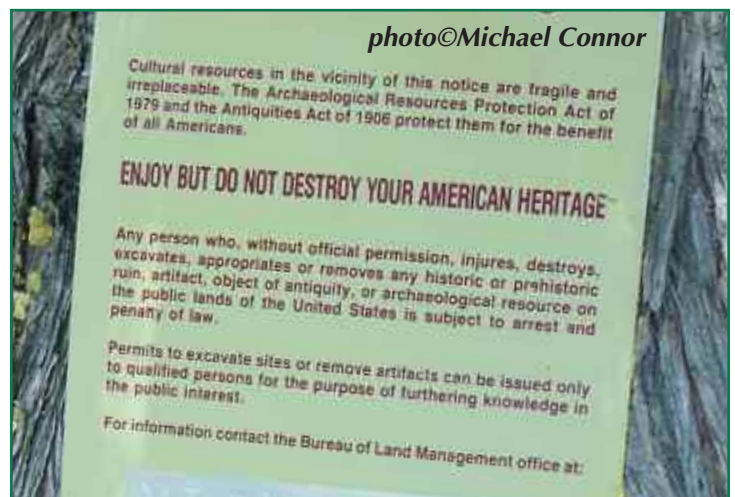 photo©Michael Connor
Cultural resources in the vicinity of this notice are fragile and
irreplaceable. The Archaeological Resources Protection Act of
1979 and the Antiquities Act of 1906 protect them for the benefit
of all Americans.
ENJOY BUT DO NOT DESTROY YOUR AMERICAN HERITAGE
Any person who, without official permission, injures, destroys,
excavates, appropriates or removes any historic or prehistoric
ruin, artifact, object of antiquity, or archaeological resource on
the public lands of the United States is subject to arrest and
penalty of law.
Permits to excavate sites or remove artifacts can be issued only
to qualified persons for the purpose of furthering knowledge in
the public interest.
For information contact the Bureau of Land Management office at: